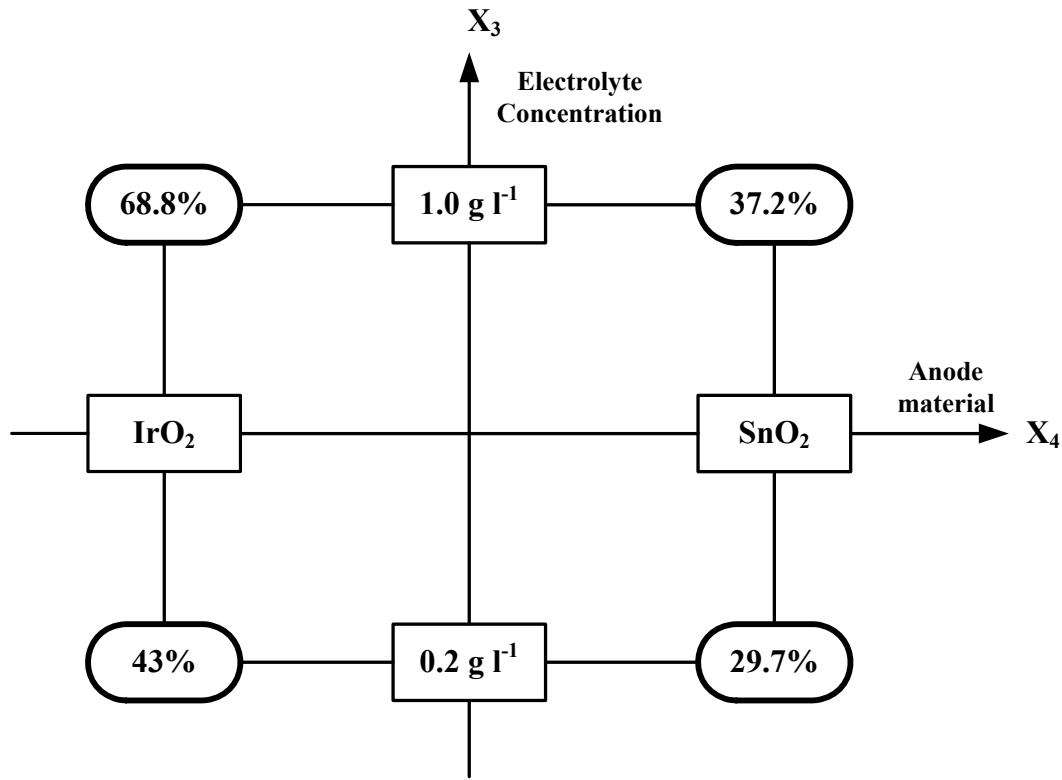 X₃
Electrolyte
Concentration
68.8%
1.0 g l⁻¹
37.2%
Anode
material
IrO₂
SnO₂
X₄
43%
0.2 g l⁻¹
29.7%